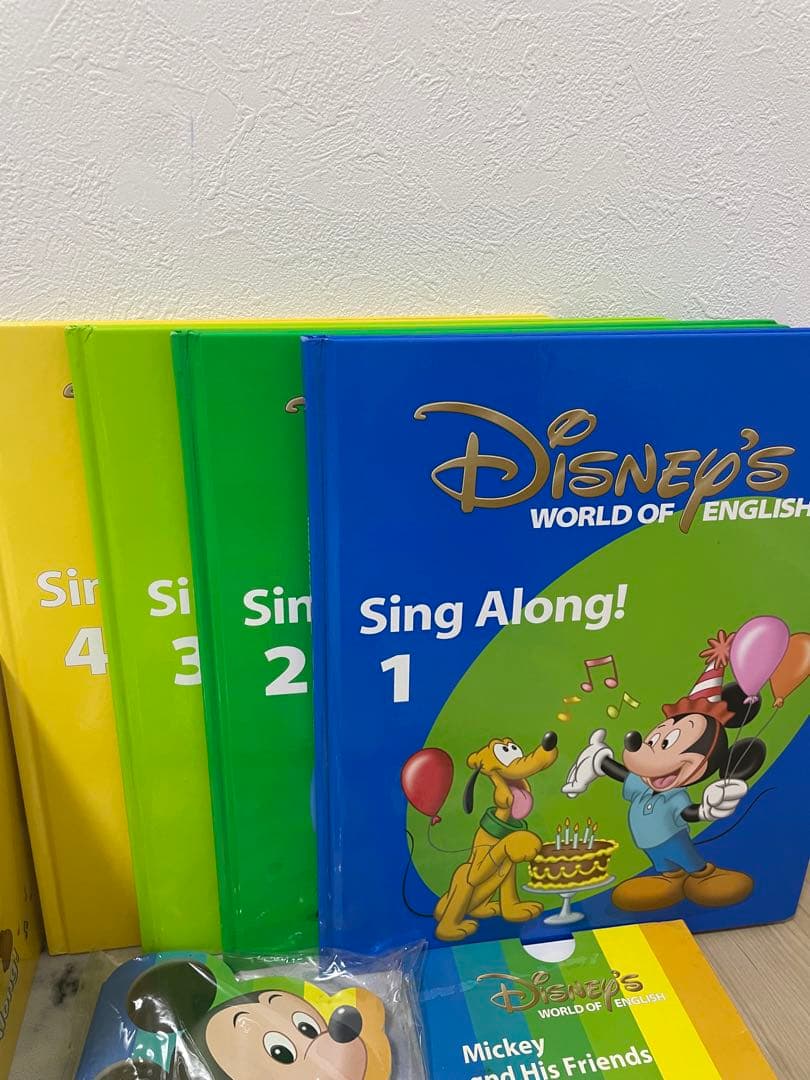 DISNEY'S
WORLD OF ENGLISH
Sing Along!
1
Sin
2
Si
3
Sin
4
DISNEY'S
WORLD OF ENGLISH
Mickey
and His Friends